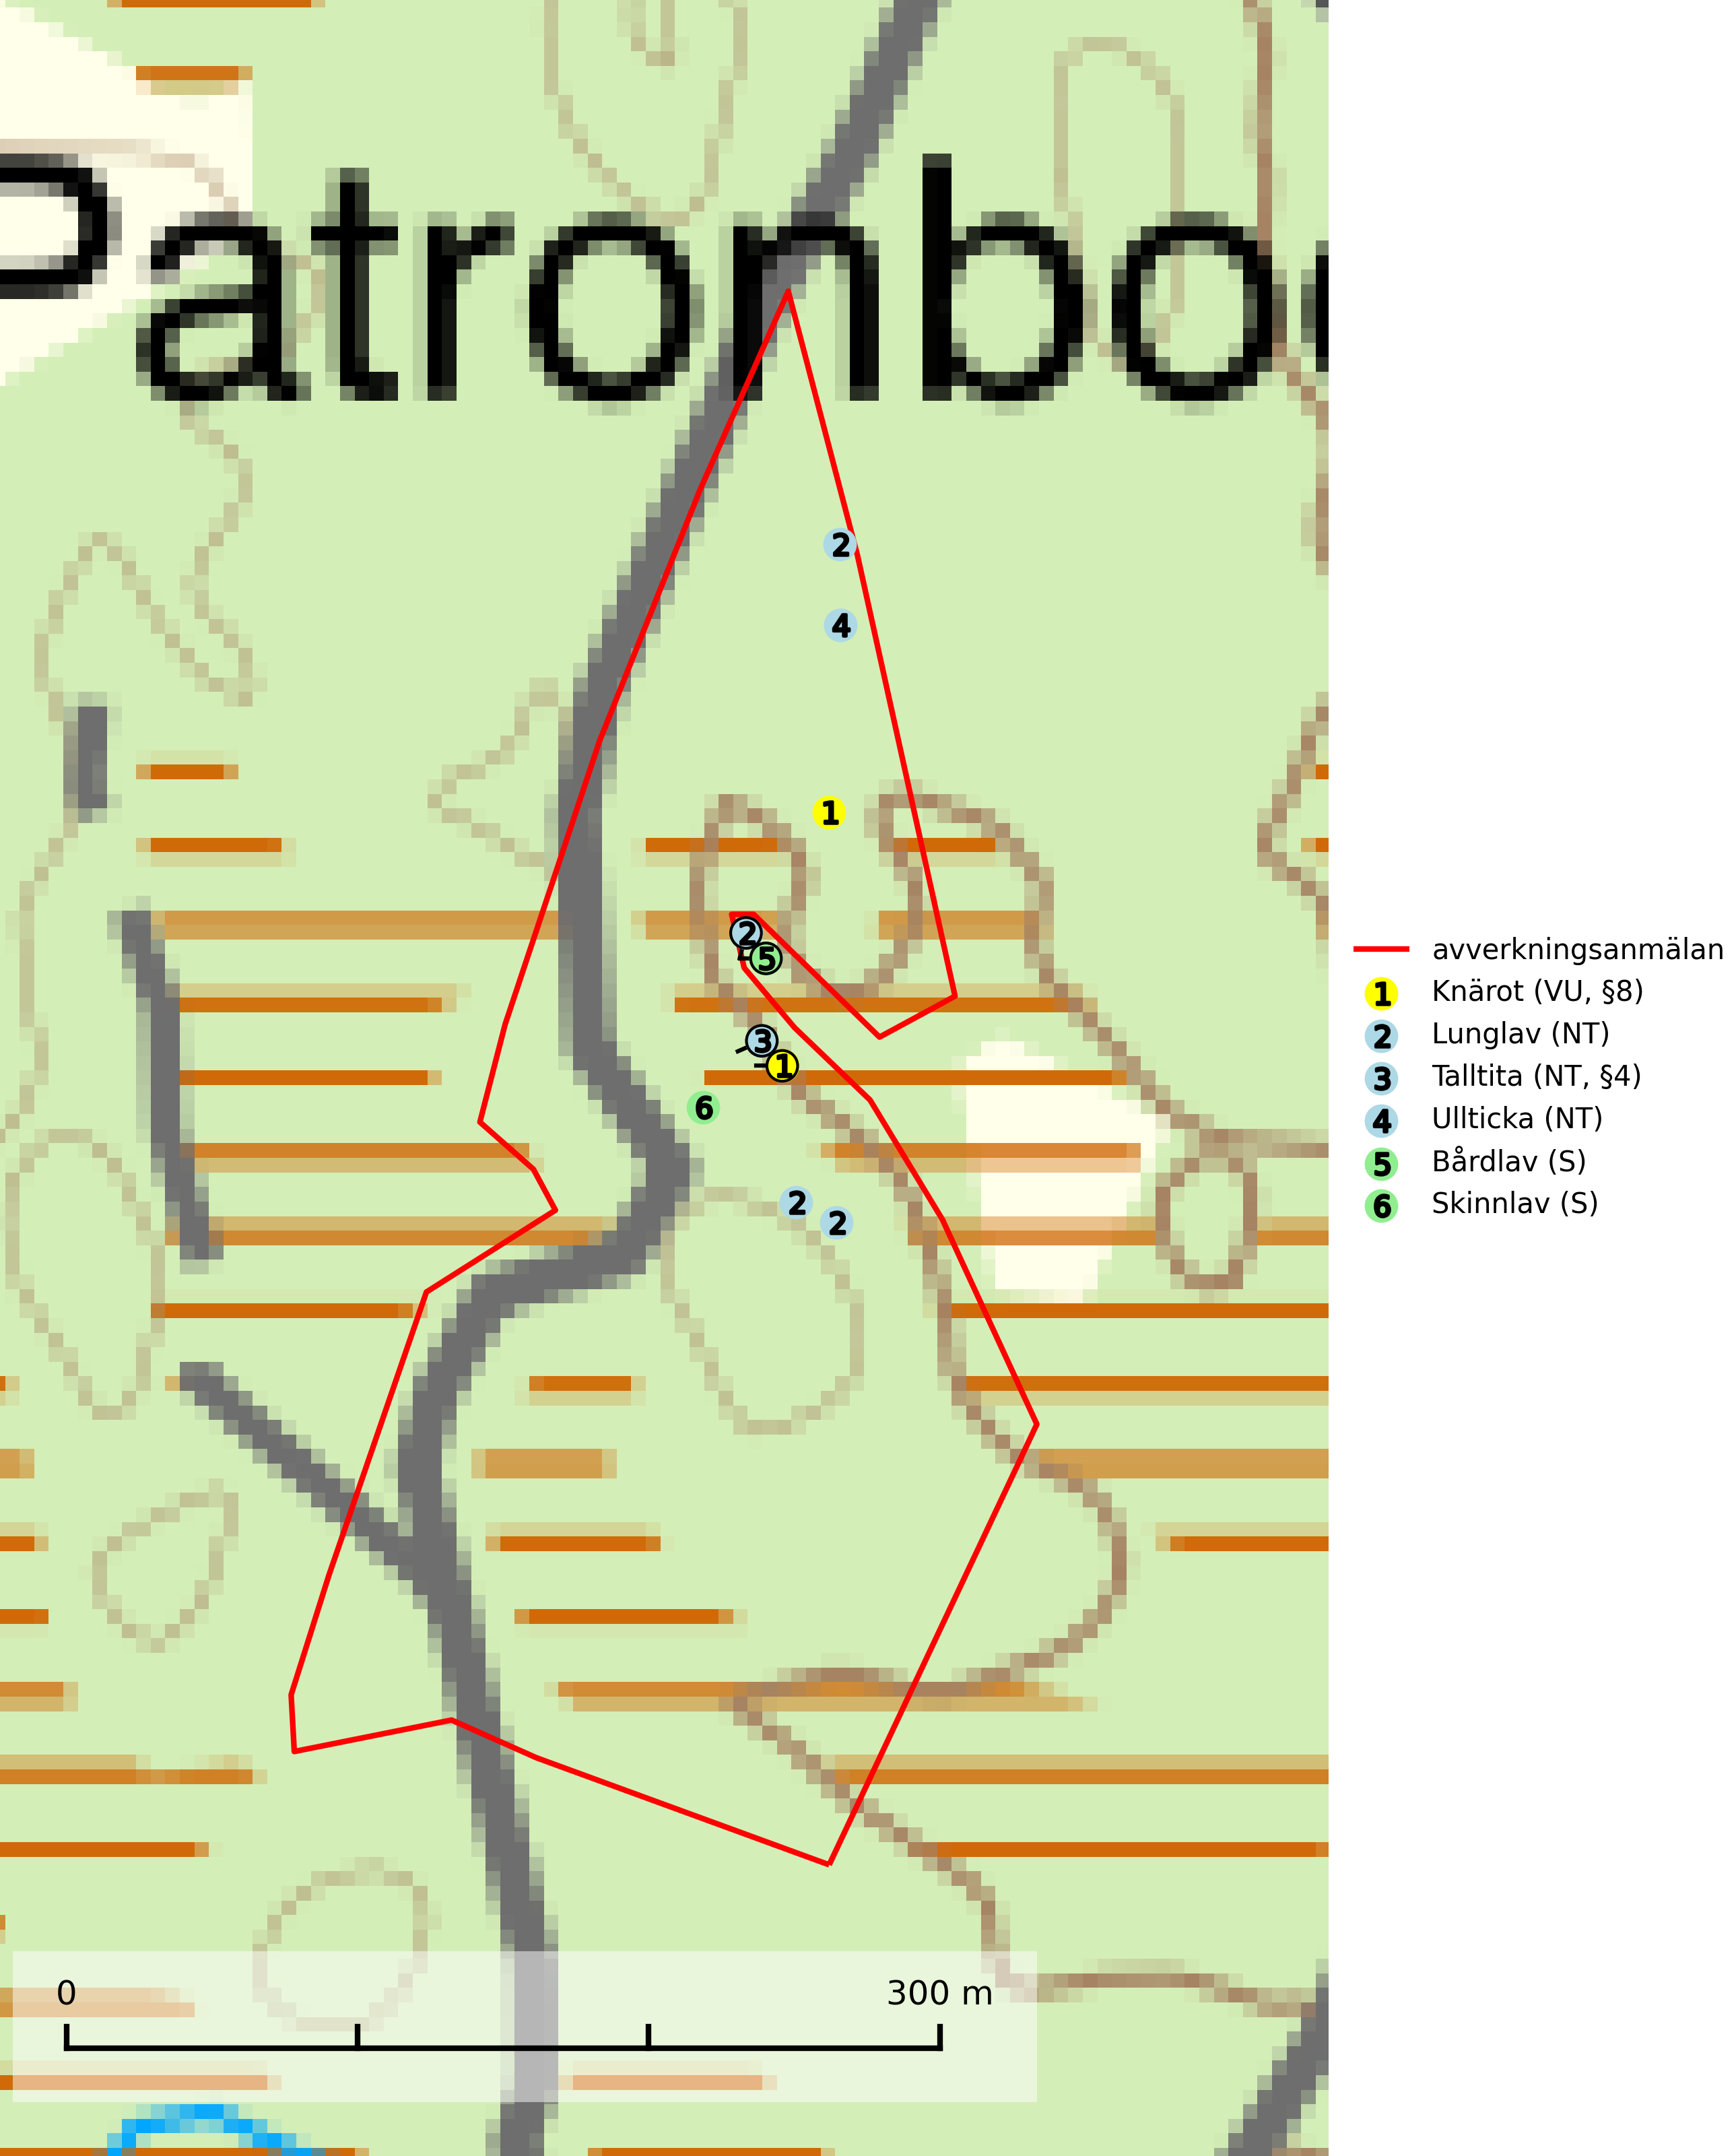 Patronbo
2
4
1
2
5
3
1
6
2
2
avverkningsanmälan
1 Knärot (VU, §8)
2 Lunglav (NT)
3 Talltita (NT, §4)
4 Ullticka (NT)
5 Bårdlav (S)
6 Skinnlav (S)
0 300 m